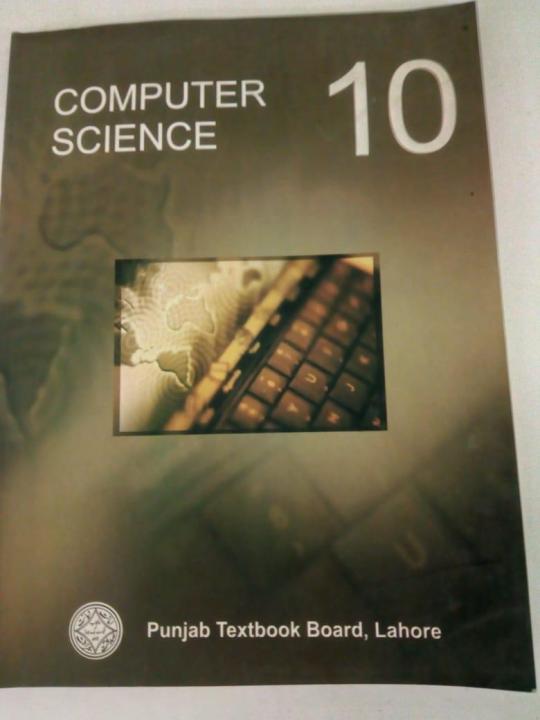 COMPUTER
SCIENCE
10
Y U
J K
Punjab Textbook Board, Lahore